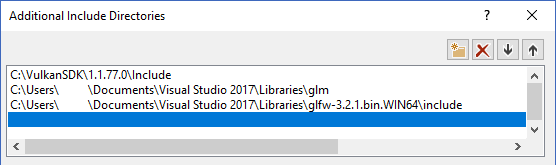 Additional Include Directories
C:\VulkanSDK\1.1.77.0\Include
C:\Users\ \Documents\Visual Studio 2017\Libraries\glm
C:\Users\ \Documents\Visual Studio 2017\Libraries\glfw-3.2.1.bin.WIN64\include